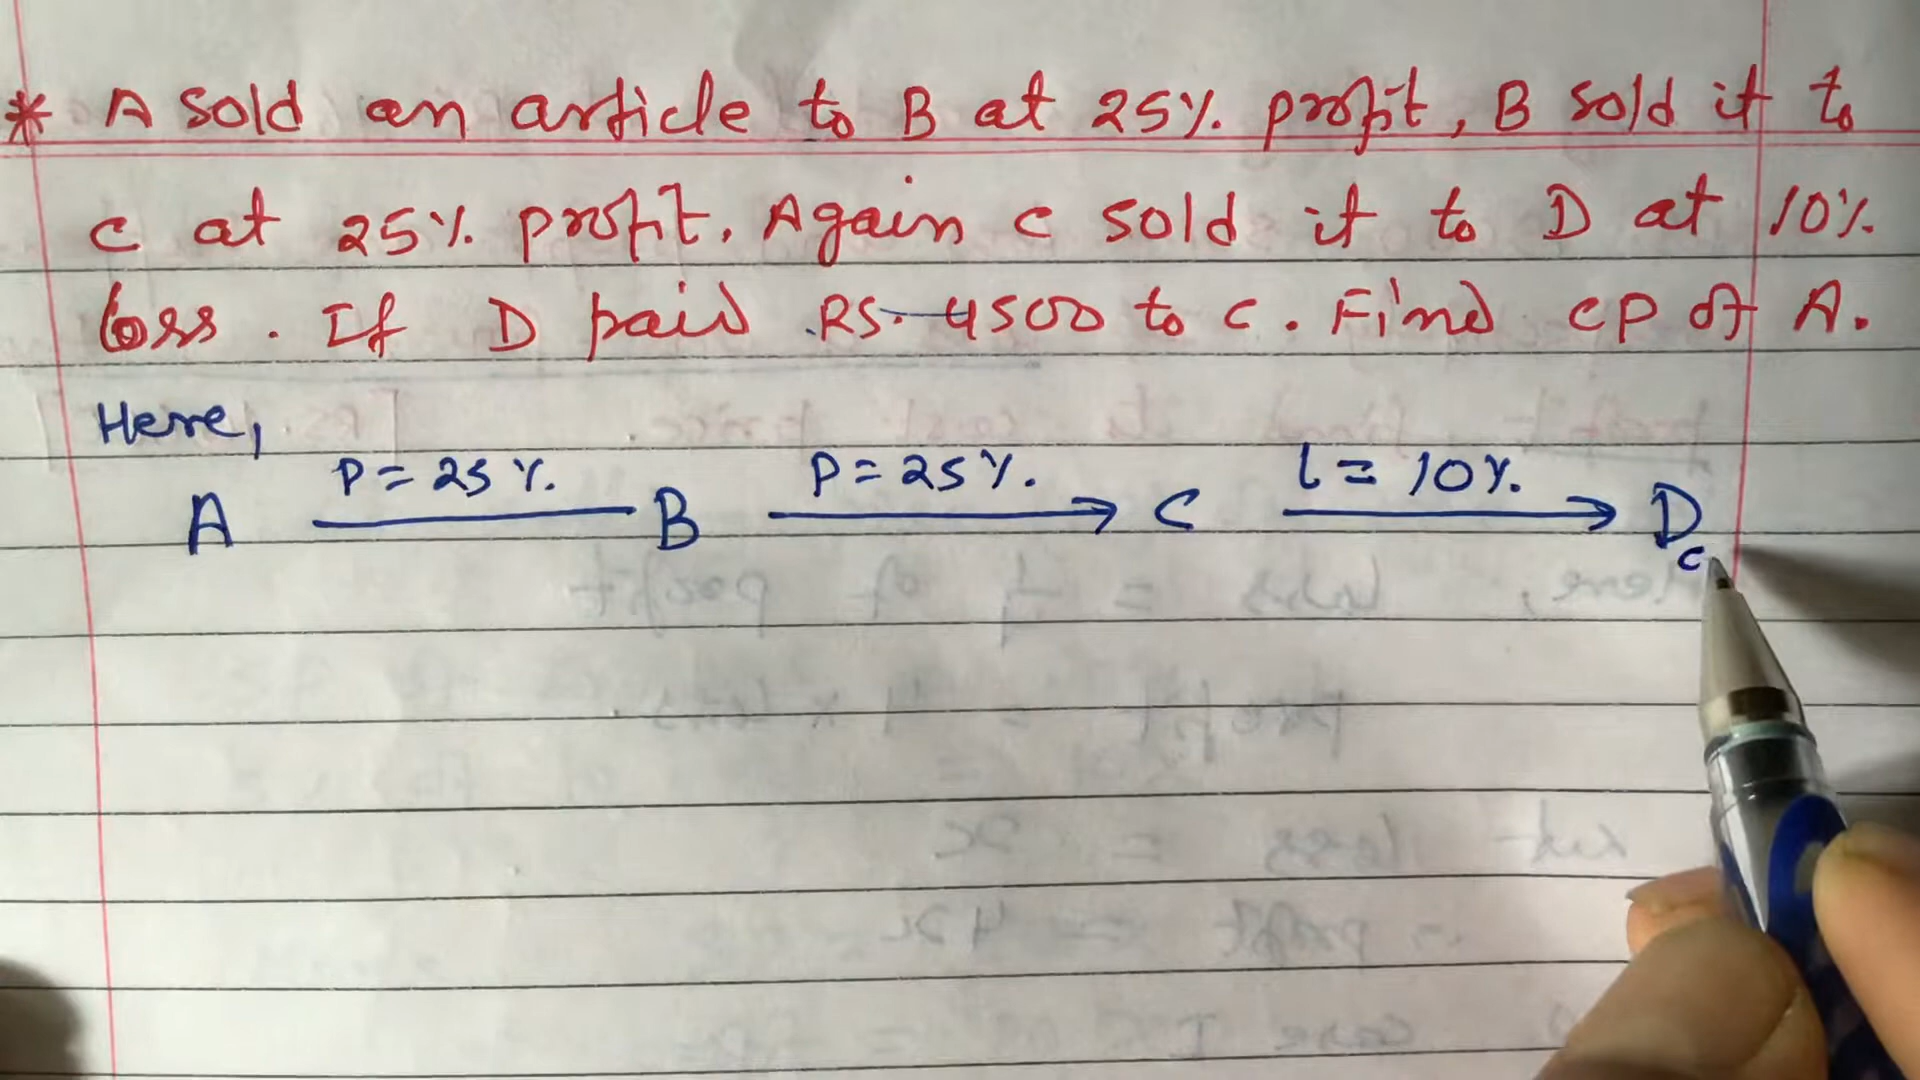 * A sold an article to B at 25% profit, B sold it to
C at 25% profit. Again C sold it to D at 10%
loss. If D paid RS. 4500 to C. Find CP of A.
Here,
P = 25% P = 25% l = 10%
A B C D
C